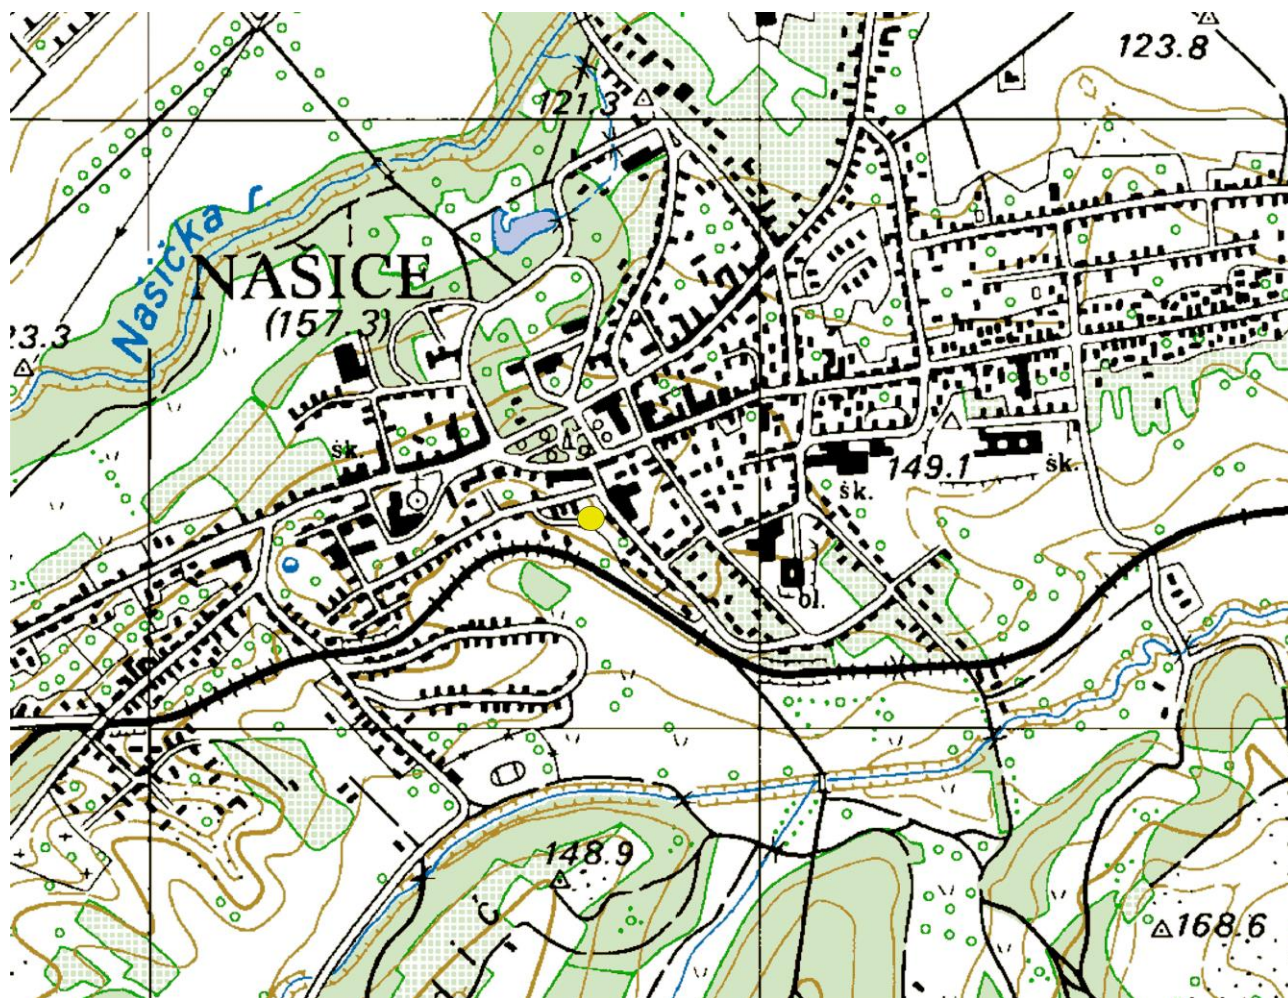 123.8
121.3
Našička r.
NAŠICE
(157.3)
23.3
šk.
149.1
šk.
šk.
bl.
148.9
Č
168.6